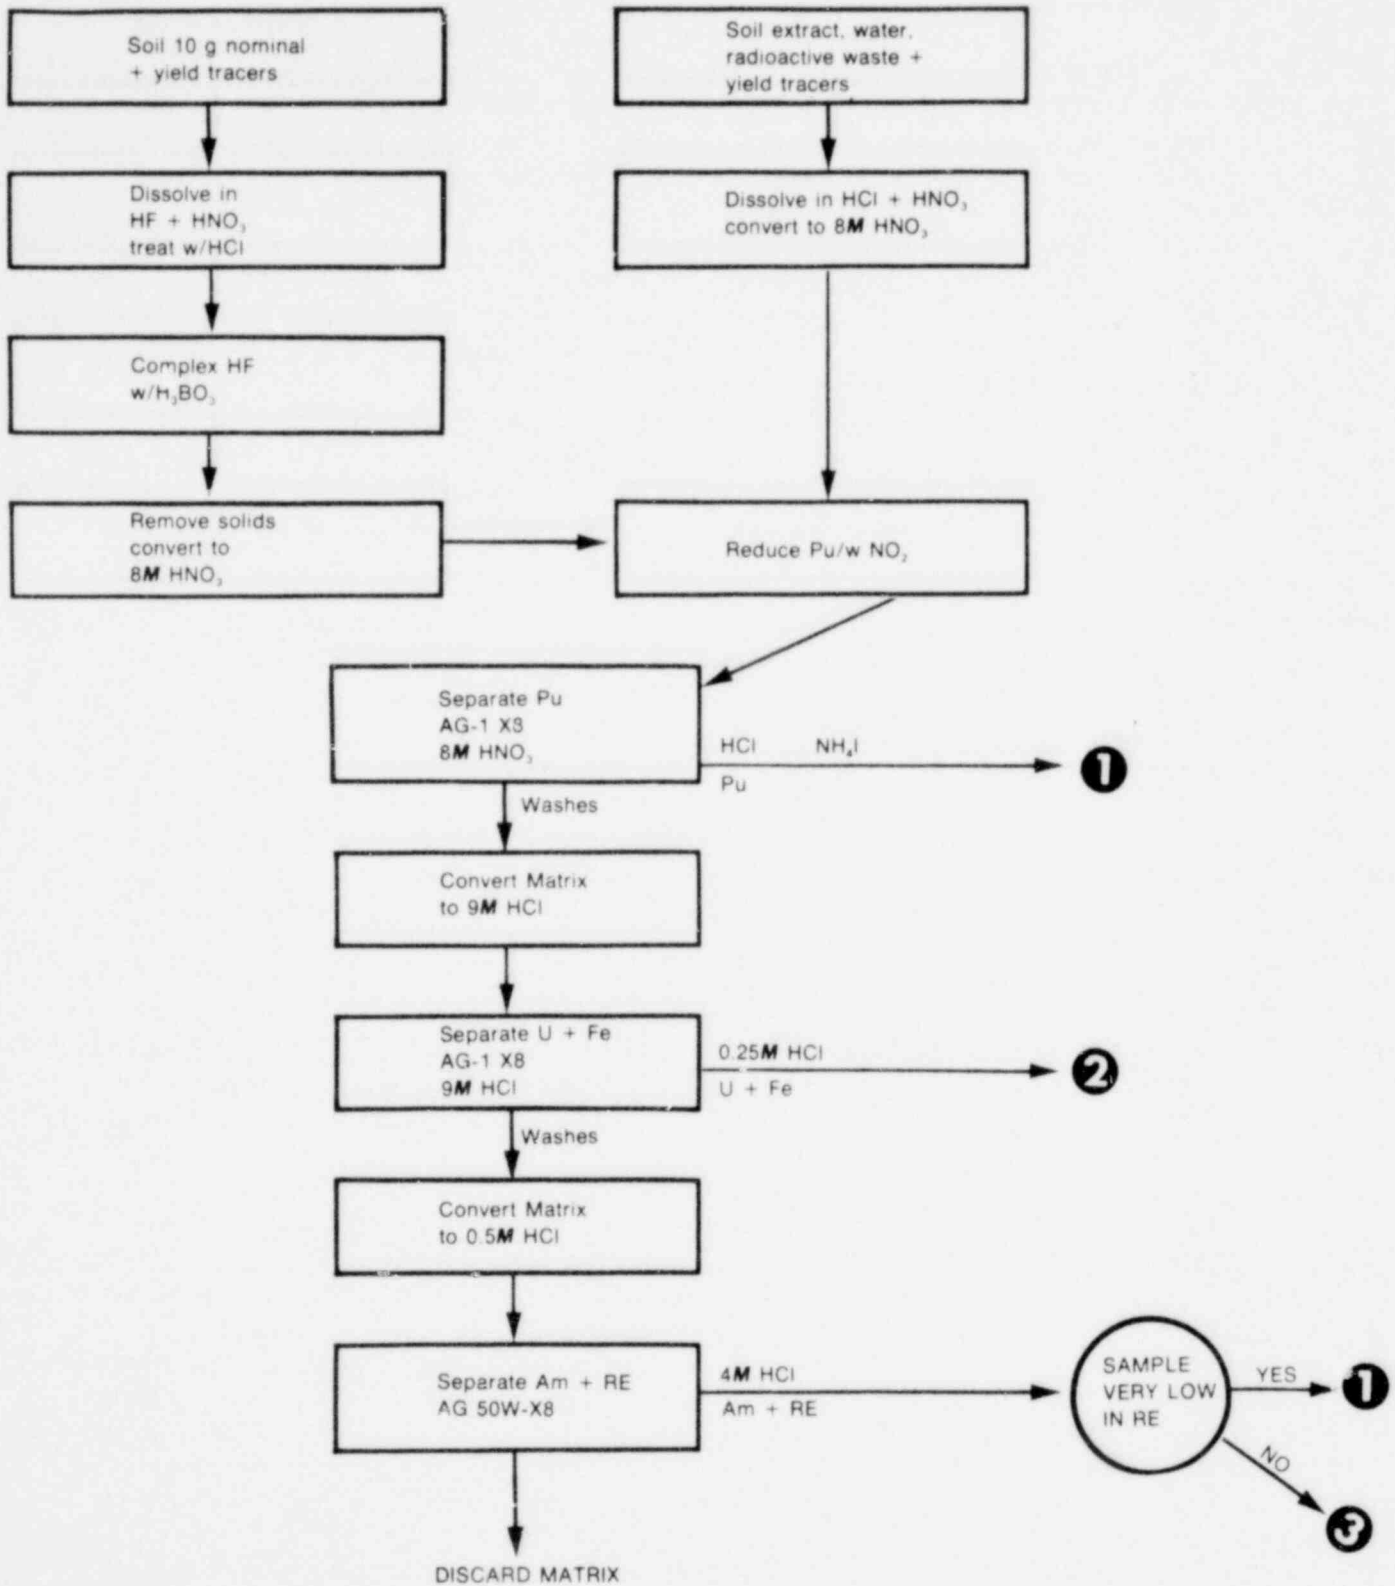 Soil 10 g nominal
+ yield tracers
Soil extract, water,
radioactive waste +
yield tracers
Dissolve in
HF + HNO₃
treat w/HCl
Dissolve in HCl + HNO₃
convert to 8M HNO₃
Complex HF
w/H₃BO₃
Remove solids
convert to
8M HNO₃
Reduce Pu/w NO₂
Separate Pu
AG-1 X8
8M HNO₃
HCl NH₄I
Pu
1
Washes
Convert Matrix
to 9M HCl
Separate U + Fe
AG-1 X8
9M HCl
0.25M HCl
U + Fe
2
Washes
Convert Matrix
to 0.5M HCl
Separate Am + RE
AG 50W-X8
4M HCl
Am + RE
SAMPLE
VERY LOW
IN RE
YES
1
NO
3
DISCARD MATRIX